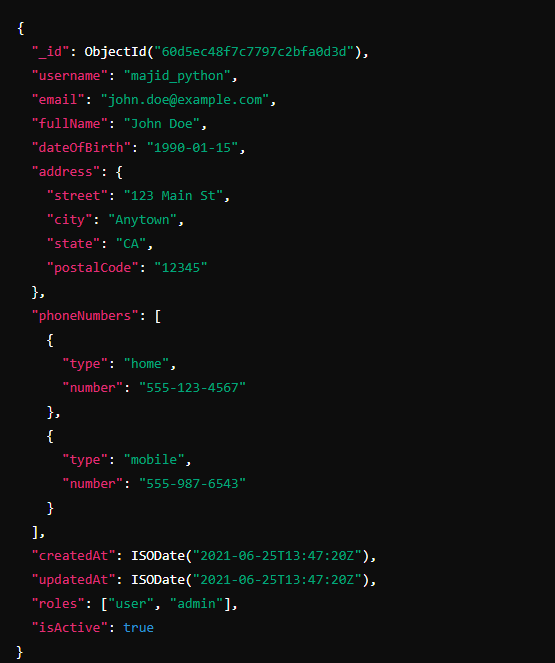 {
  "_id": ObjectId("60d5ec48f7c7797c2bfa0d3d"),
  "username": "majid_python",
  "email": "john.doe@example.com",
  "fullName": "John Doe",
  "dateOfBirth": "1990-01-15",
  "address": {
    "street": "123 Main St",
    "city": "Anytown",
    "state": "CA",
    "postalCode": "12345"
  },
  "phoneNumbers": [
    {
      "type": "home",
      "number": "555-123-4567"
    },
    {
      "type": "mobile",
      "number": "555-987-6543"
    }
  ],
  "createdAt": ISODate("2021-06-25T13:47:20Z"),
  "updatedAt": ISODate("2021-06-25T13:47:20Z"),
  "roles": ["user", "admin"],
  "isActive": true
}